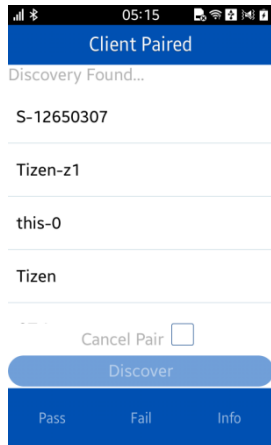 05:15
Client Paired
Discovery Found...
S-12650307
Tizen-z1
this-0
Tizen
Cancel Pair
Discover
Pass Fail Info